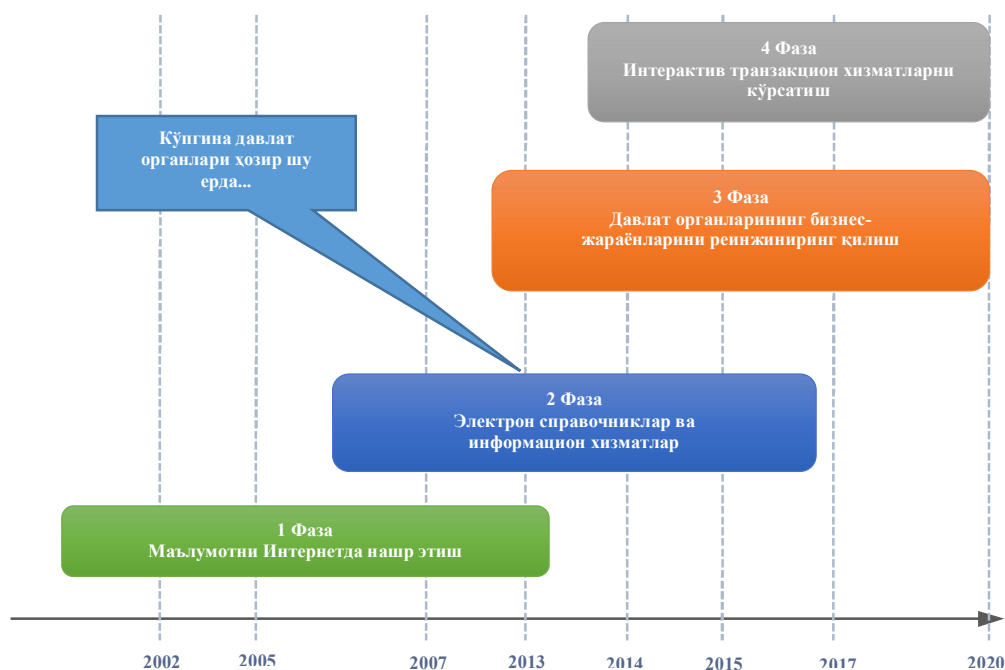 4 Фаза
Интерактив транзакцион хизматларни
кўрсатиш
Кўпгина давлат
органлари ҳозир шу
ерда...
3 Фаза
Давлат органларининг бизнес-
жараёнларини реинжиниринг қилиш
2 Фаза
Электрон справочниклар ва
информацион хизматлар
1 Фаза
Маълумотни Интернетда нашр этиш
2002 2005 2007 2013 2014 2015 2017 2020